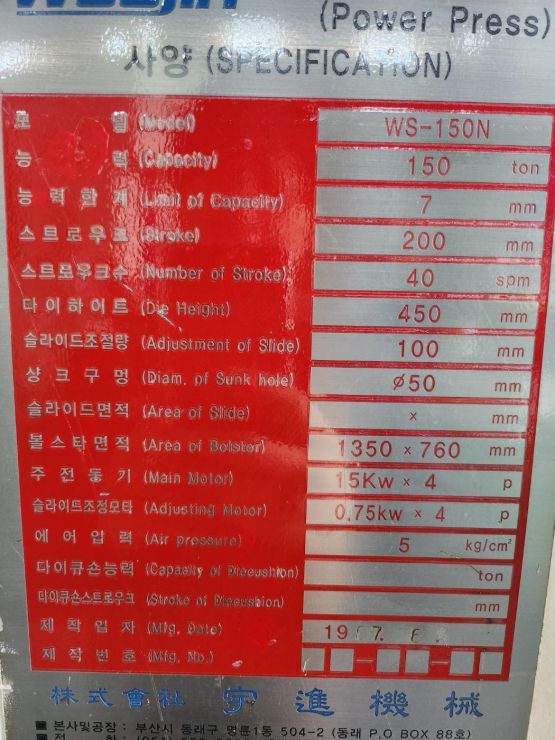 Woojin
(Power Press)
사양 (SPECIFICATION)
모 델 (Model) WS-150N
능 력 (Capacity) 150 ton
능력한계 (Limit of Capacity) 7 mm
스트로우크 (Stroke) 200 mm
스트로우크수 (Number of Stroke) 40 spm
다이하이트 (Die Height) 450 mm
슬라이드조절량 (Adjustment of Slide) 100 mm
샹크구멍 (Diam. of Sunk hole) ø50 mm
슬라이드면적 (Area of Slide) × mm
볼스타면적 (Area of Bolster) 1350 × 760 mm
주전동기 (Main Motor) 15Kw × 4 p
슬라이드조정모타 (Adjusting Motor) 0.75kw × 4 p
에어압력 (Air pressure) 5 kg/cm²
다이큐숀능력 (Capasity of Diecushion) ton
다이큐숀스트로우크 (Stroke of Diecushion) mm
제작일자 (Mfg. Date) 19 7. 6
제작번호 (Mfg. No.) - -
株式會社 宇進機械
■ 본사및공장 : 부산시 동래구 명륜1동 504-2 (동래 P.O BOX 88호)